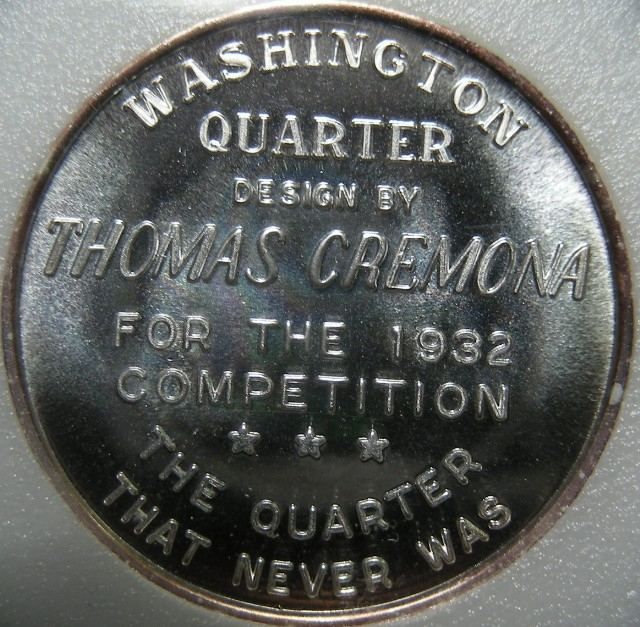 WASHINGTON
QUARTER
DESIGN BY
THOMAS CREMONA
FOR THE 1932
COMPETITION
THE QUARTER
THAT NEVER WAS